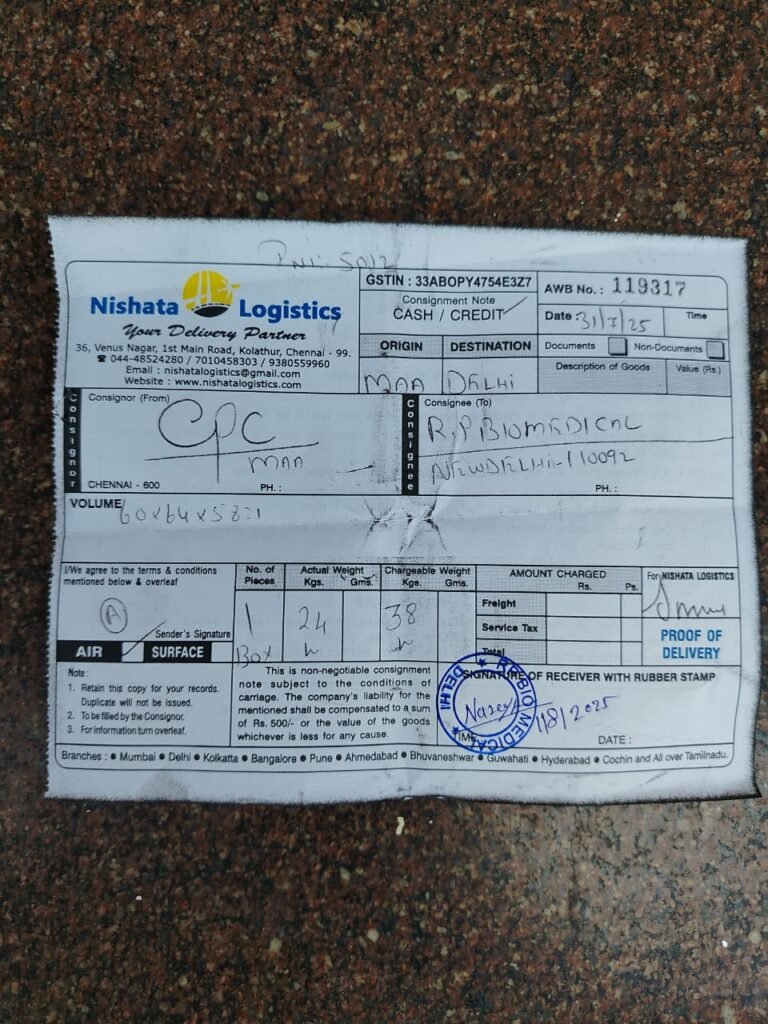 Nishata Logistics
Your Delivery Partner
36, Venus Nagar, 1st Main Road, Kolathur, Chennai - 99.
☎ 044-48524280 / 7010458303 / 9380559960
Email : nishatalogistics@gmail.com
Website : www.nishatalogistics.com
GSTIN : 33ABOPY4754E3Z7
Consignment Note
CASH / CREDIT
AWB No. : 119317
Date 31/7/25 Time
ORIGIN DESTINATION
MAA DELHI
Documents Non-Documents
Description of Goods Value (Rs.)
Consignor
Consignor (From)
CPC
MAA
CHENNAI - 600 PH. :
Consignee
Consignee (To)
R.P BIOMEDICAL
NEWDELHI-110092
PH. :
VOLUME/ 60x64x58=1
I/We agree to the terms & conditions
mentioned below & overleaf
A
Sender's Signature
AIR SURFACE
No. of Pieces
1
Box
Actual Weight
Kgs. Gms.
24
Chargeable Weight
Kgs. Gms.
38
AMOUNT CHARGED
Rs. Ps.
Freight
Service Tax
Total
For NISHATA LOGISTICS
PROOF OF
DELIVERY
Note :
1. Retain this copy for your records.
Duplicate will not be issued.
2. To be filled by the Consignor.
3. For information turn overleaf.
This is non-negotiable consignment
note subject to the conditions of
carriage. The company's liability for the
mentioned shall be compensated to a sum
of Rs. 500/- or the value of the goods
whichever is less for any cause.
SIGNATURE OF RECEIVER WITH RUBBER STAMP
RP BIO MEDICAL
DELHI
1/8/2025
TIME
DATE :
Branches : ● Mumbai ● Delhi ● Kolkatta ● Bangalore ● Pune ● Ahmedabad ● Bhuvaneshwar ● Guwahati ● Hyderabad ● Cochin and All over Tamilnadu.